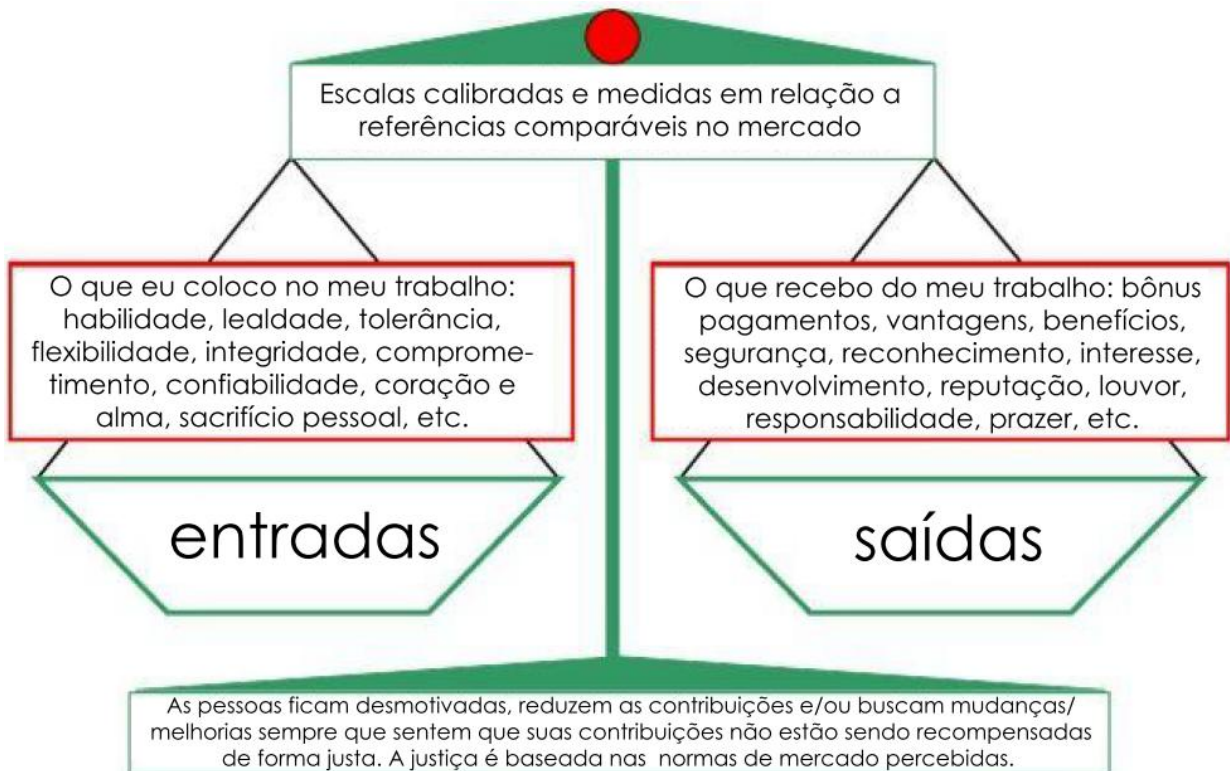 Escalas calibradas e medidas em relação a
referências comparáveis no mercado
O que eu coloco no meu trabalho:
habilidade, lealdade, tolerância,
flexibilidade, integridade, comprome-
timento, confiabilidade, coração e
alma, sacrifício pessoal, etc.
entradas
O que recebo do meu trabalho: bônus
pagamentos, vantagens, benefícios,
segurança, reconhecimento, interesse,
desenvolvimento, reputação, louvor,
responsabilidade, prazer, etc.
saídas
As pessoas ficam desmotivadas, reduzem as contribuições e/ou buscam mudanças/
melhorias sempre que sentem que suas contribuições não estão sendo recompensadas
de forma justa. A justiça é baseada nas normas de mercado percebidas.